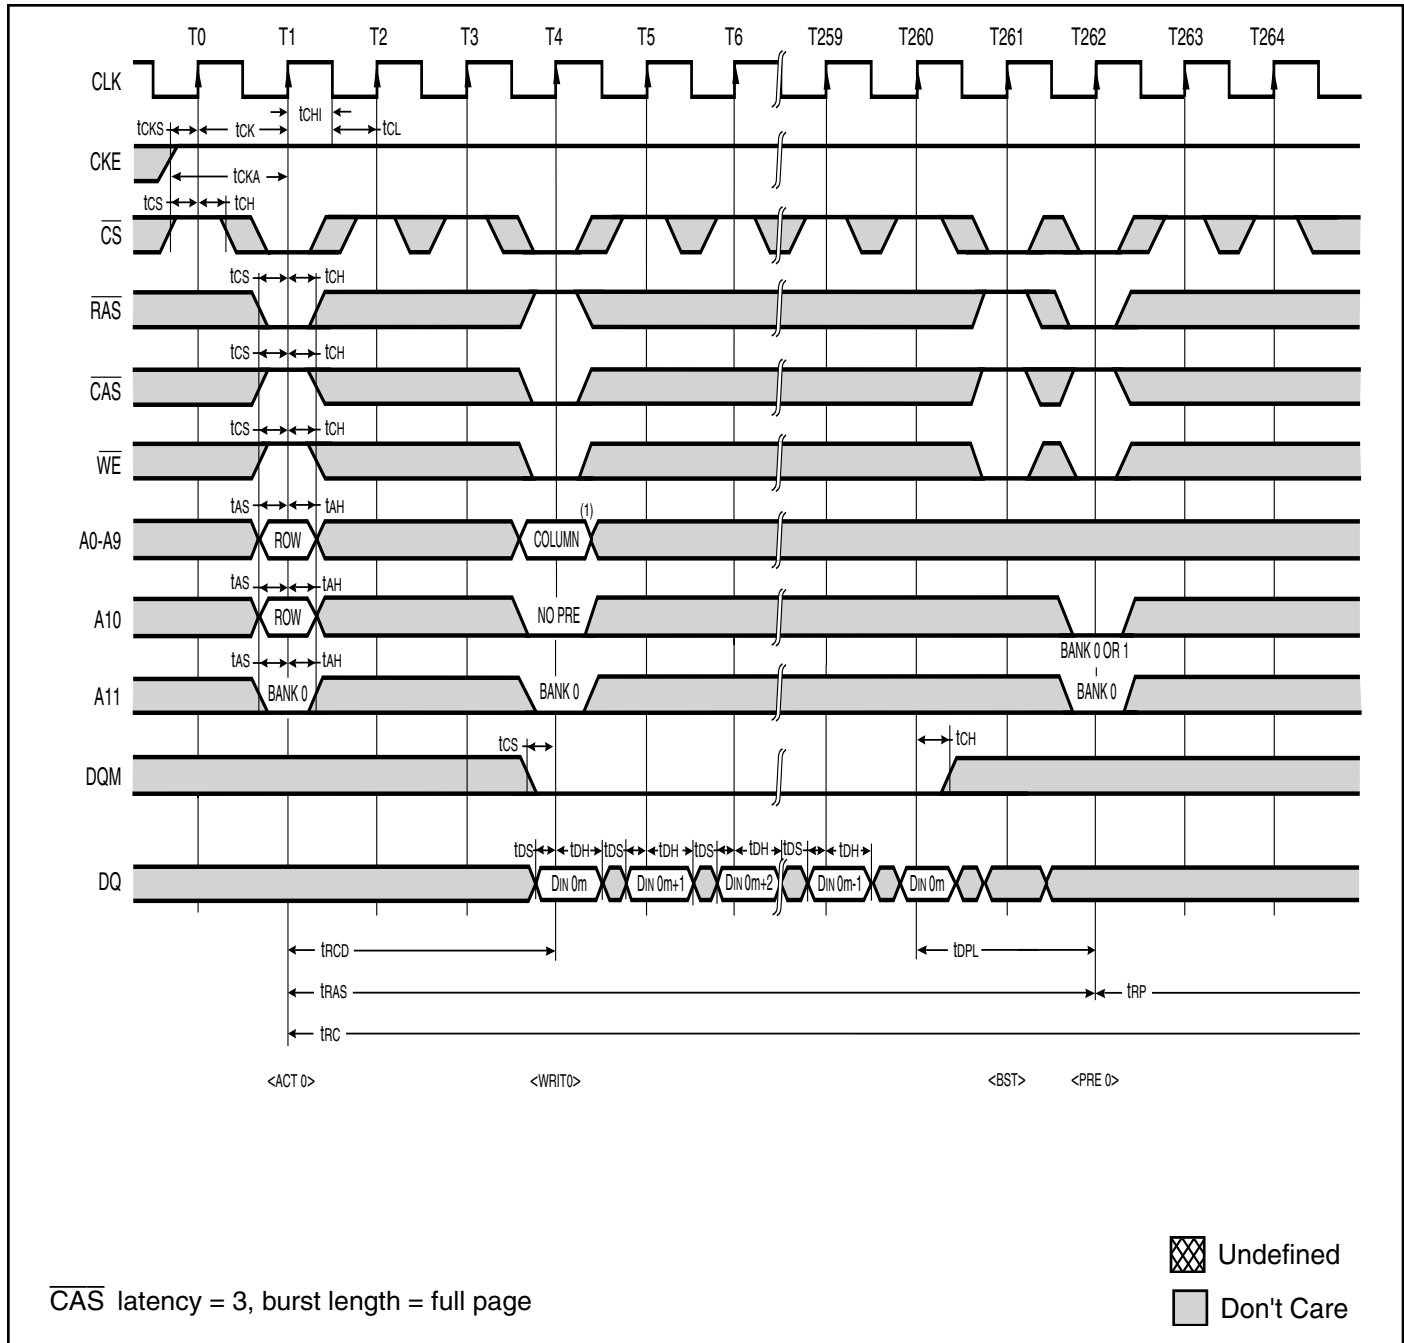 T0 T1 T2 T3 T4 T5 T6 T259 T260 T261 T262 T263 T264
CLK
tCHI
tCKS tCK tCL
CKE
tCKA
tCS tCH
CS
tCS tCH
RAS
tCS tCH
CAS
tCS tCH
WE
tAS tAH (1)
A0-A9 ROW COLUMN
tAS tAH
A10 ROW NO PRE
BANK 0 OR 1
tAS tAH
A11 BANK 0 BANK 0 BANK 0
tCS tCH
DQM
tDS tDH tDS tDH tDS tDH tDS tDH
DQ DIN 0m DIN 0m+1 DIN 0m+2 DIN 0m-1 DIN 0m
tRCD tDPL
tRAS tRP
tRC
<ACT 0> <WRIT0> <BST> <PRE 0>
Undefined
CAS latency = 3, burst length = full page
Don't Care